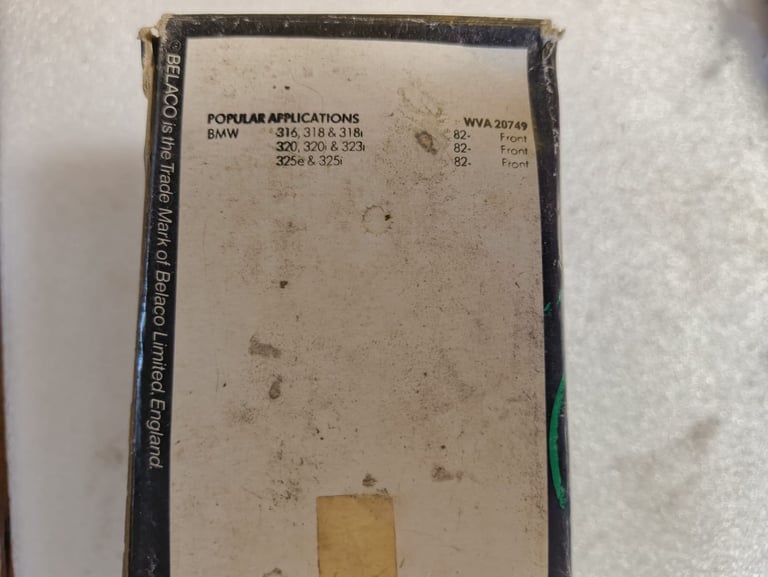 POPULAR APPLICATIONS WVA 20749
BMW 316, 318 & 318i 82- Front
320, 320i & 323i 82- Front
325e & 325i 82- Front
© BELACO is the Trade Mark of Belaco Limited, England.